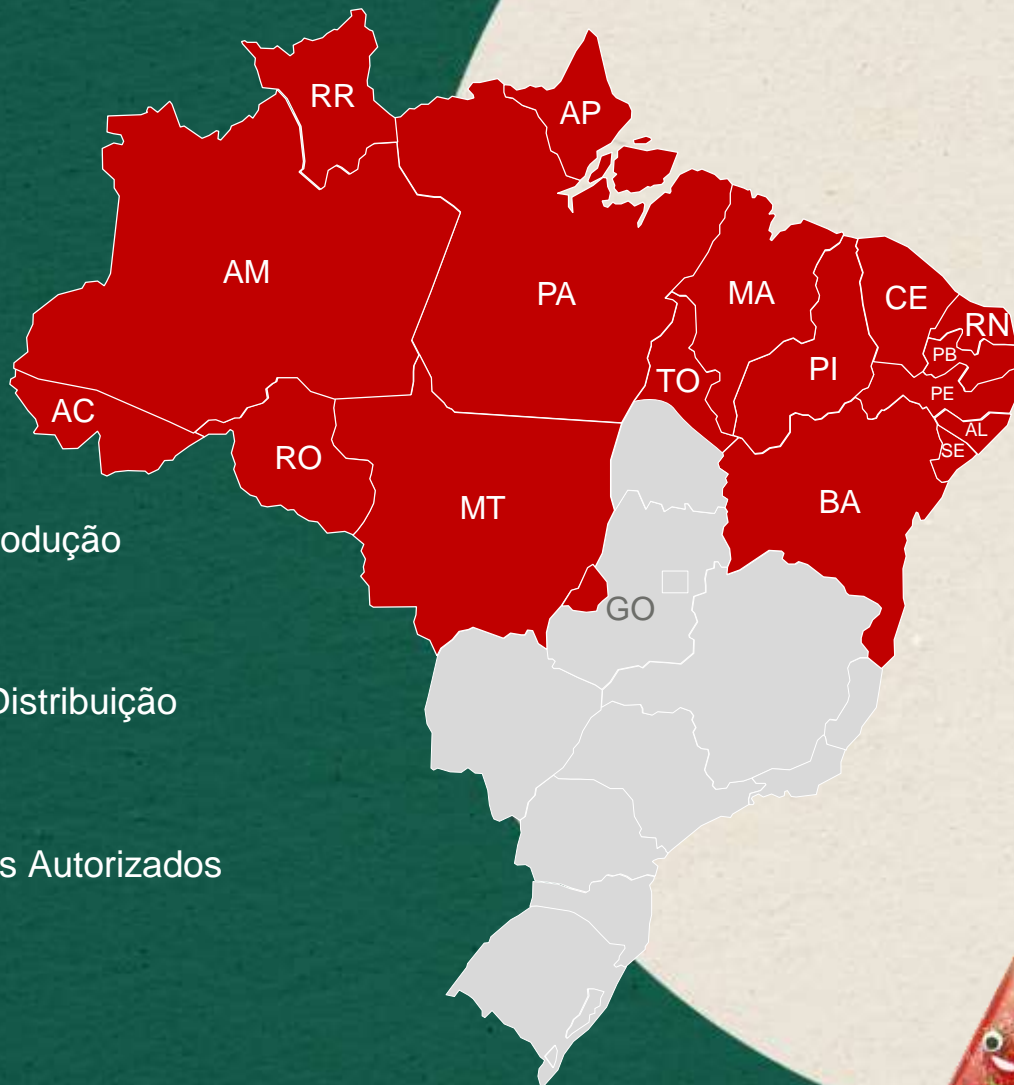 RR
AP
AM
PA
MA
CE
RN
PB
PI
TO
PE
AC
AL
SE
RO
MT
BA
odução
GO
Distribuição
s Autorizados